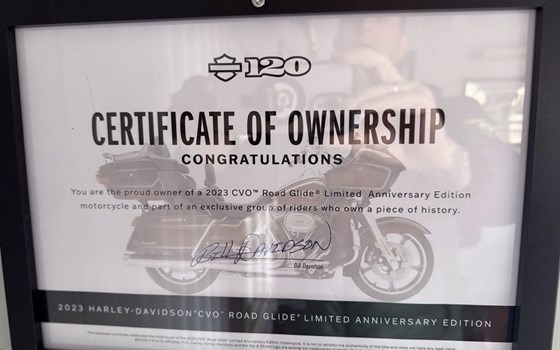 120
CERTIFICATE OF OWNERSHIP
CONGRATULATIONS
You are the proud owner of a 2023 CVO™ Road Glide® Limited Anniversary Edition
motorcycle and part of an exclusive group of riders who own a piece of history.
Bill Davidson
Bill Davidson
2023 HARLEY-DAVIDSON® CVO™ ROAD GLIDE® LIMITED ANNIVERSARY EDITION